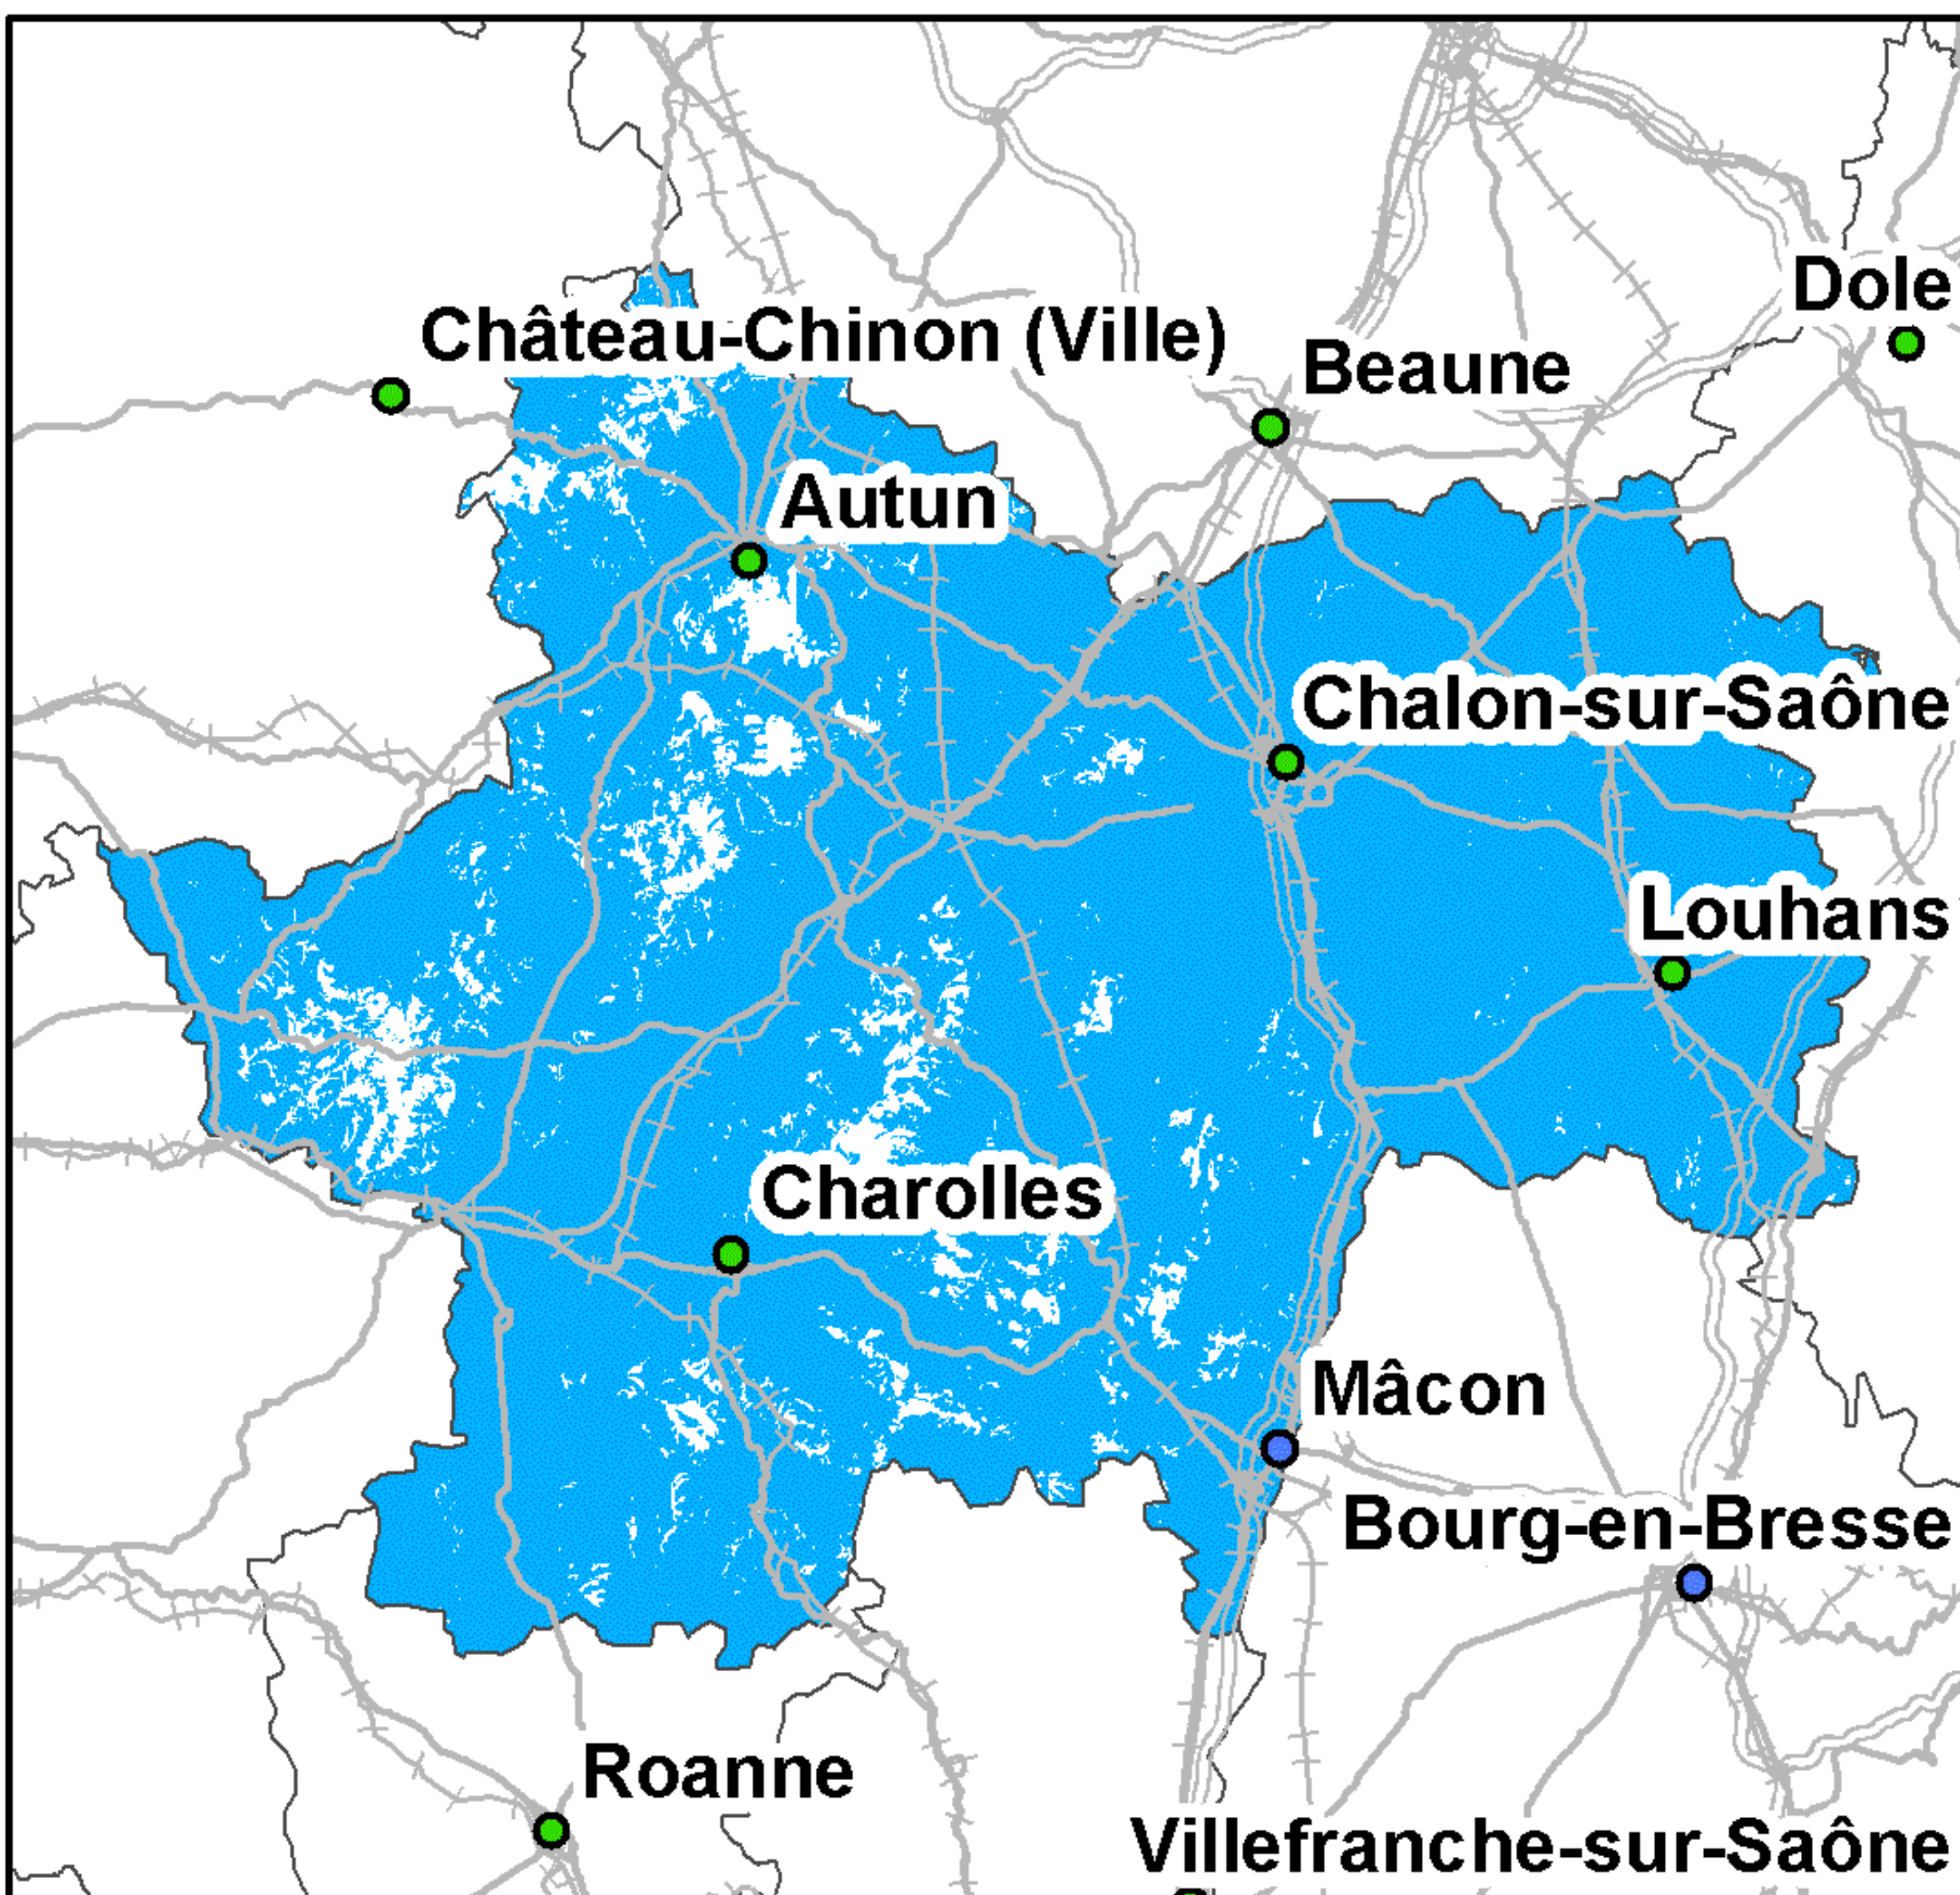 Dole
Château-Chinon (Ville)
Beaune
Autun
Chalon-sur-Saône
Louhans
Charolles
Mâcon
Bourg-en-Bresse
Roanne
Villefranche-sur-Saône